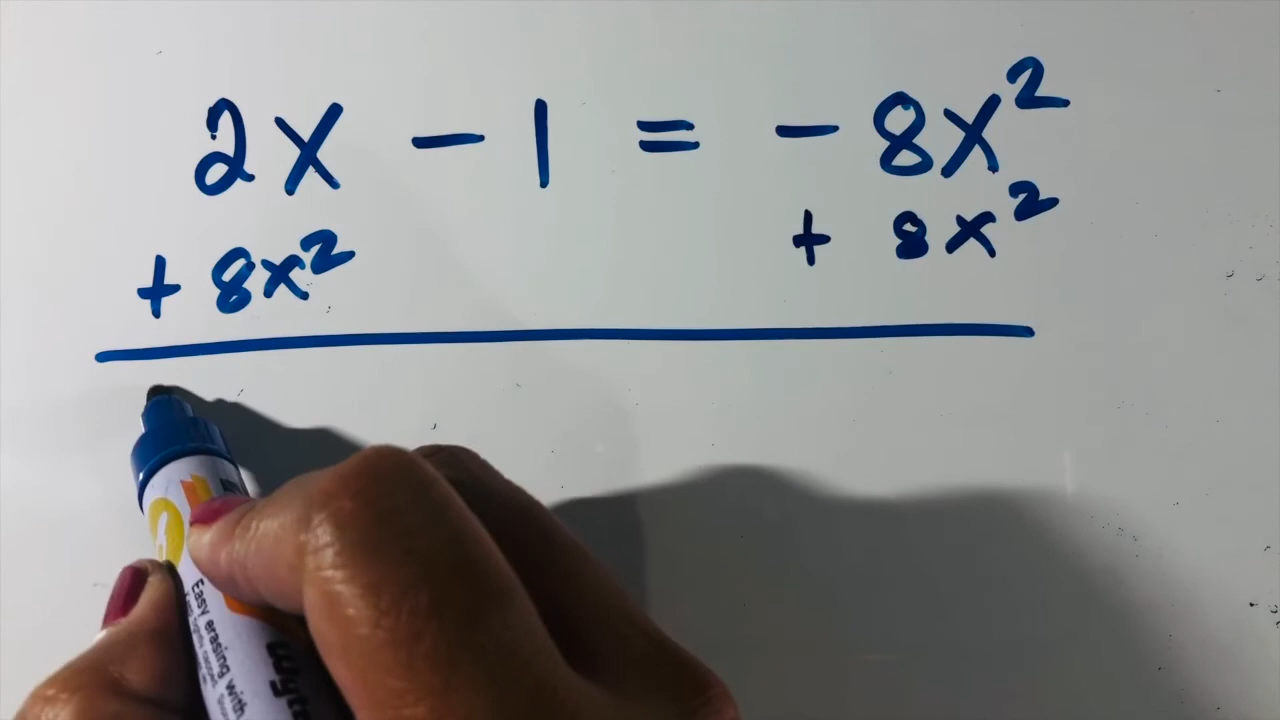 2x - 1 = - 8x²
+ 8x² + 8x²
Easy erasing with